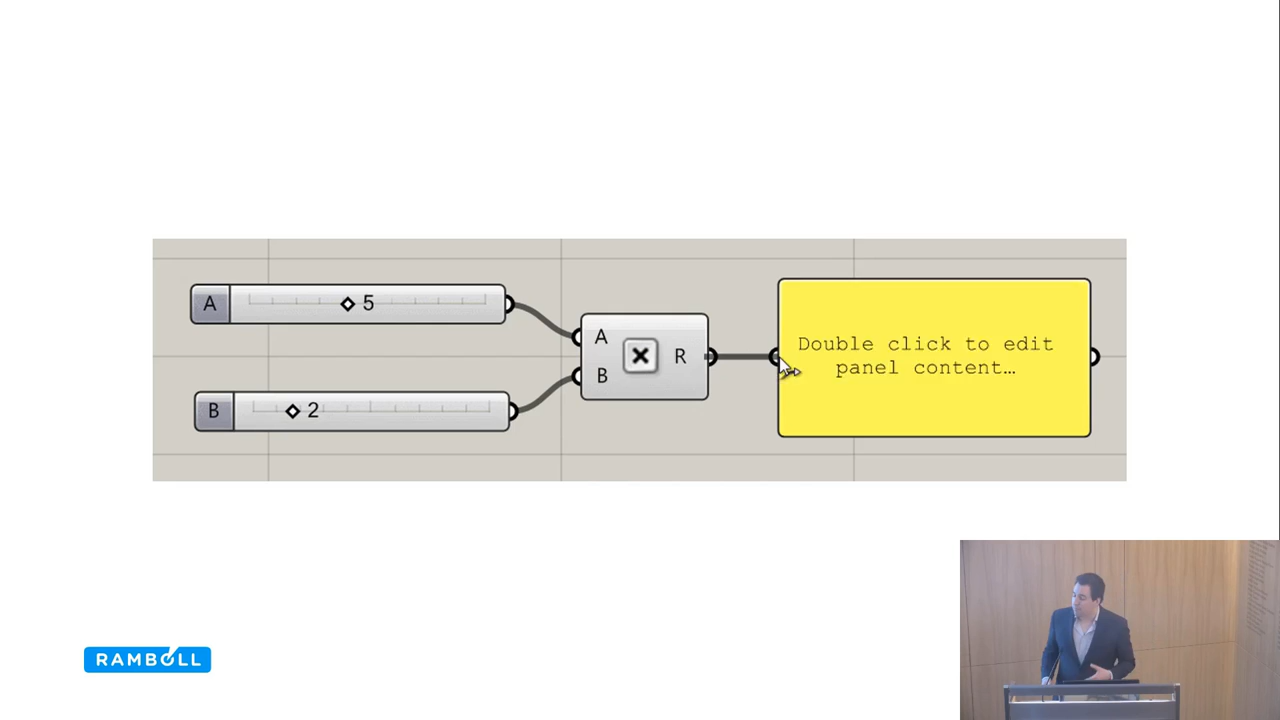 A
5
B
2
A
B
R
Double click to edit
panel content…
RAMBOLL